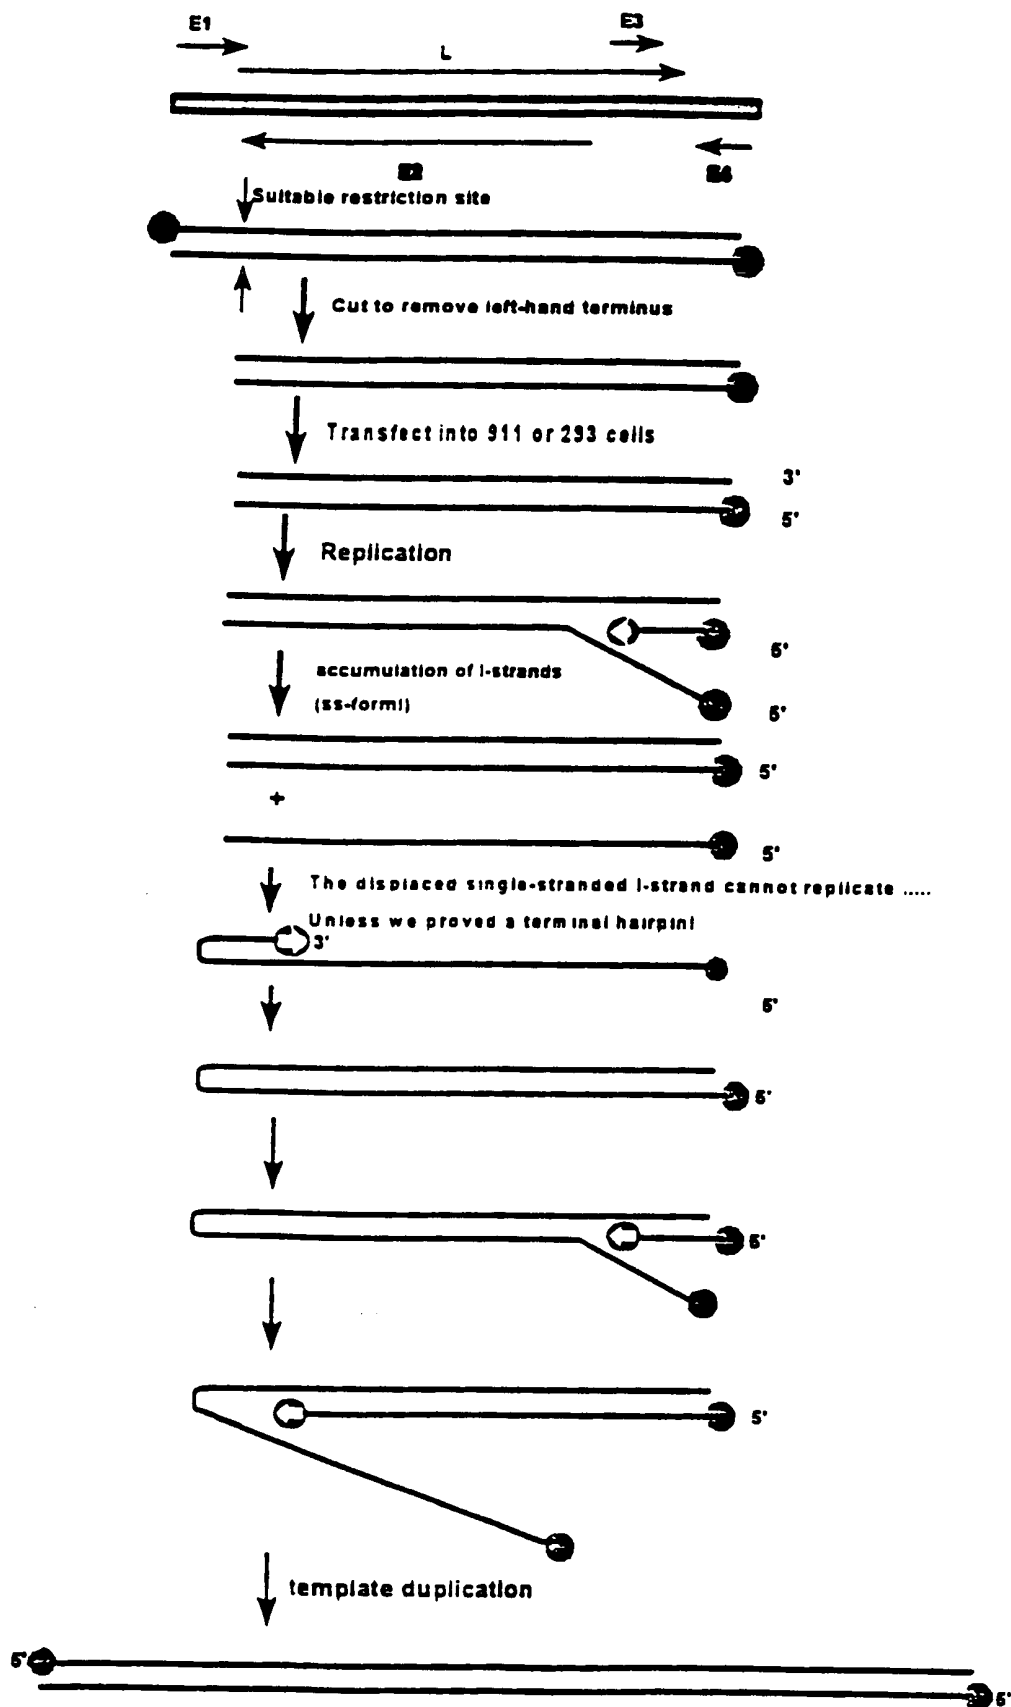 E1
E3
L
E2
E4
Suitable restriction site
Cut to remove left-hand terminus
Transfect into 911 or 293 cells
3'
5'
Replication
5'
5'
accumulation of l-strands
(ss-form!)
5'
+
5'
The displaced single-stranded l-strand cannot replicate .....
Unless we proved a terminal hairpin!
3'
5'
5'
5'
5'
template duplication
5'
5'